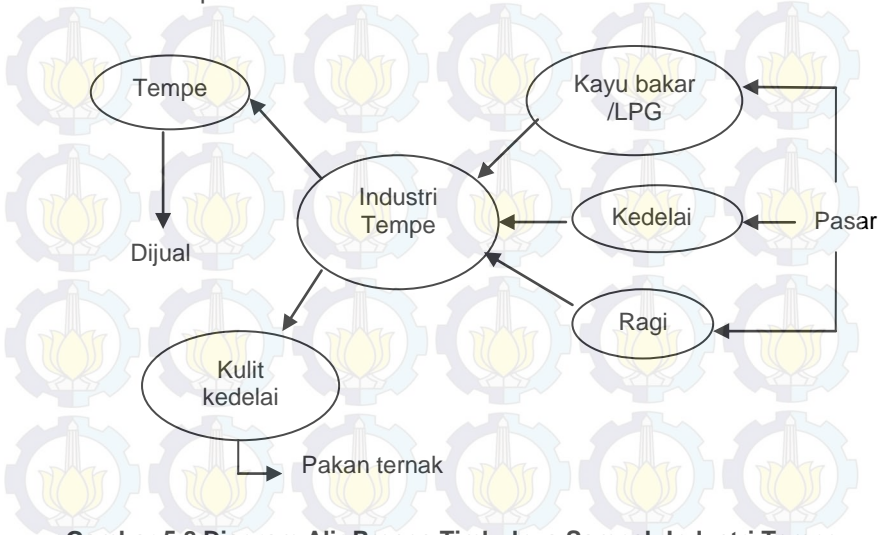 Tempe
Kayu bakar
/LPG
Industri
Tempe
Kedelai
Pasar
Dijual
Ragi
Kulit
kedelai
Pakan ternak